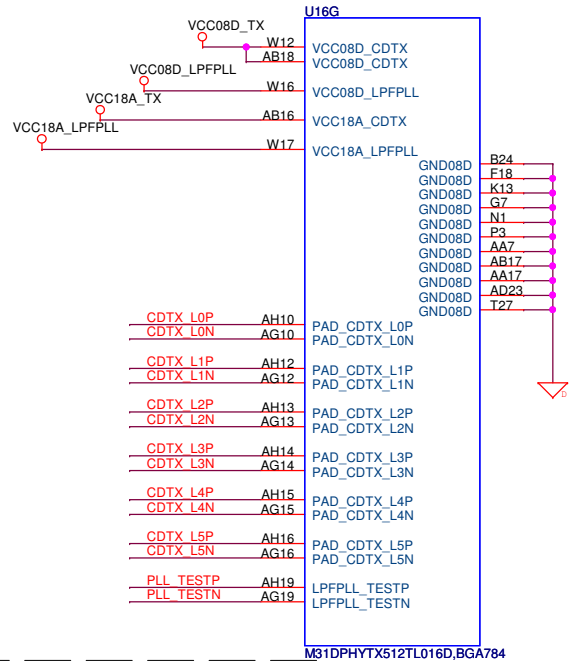 U16G
VCC08D_TX
W12 VCC08D_CDTX
AB18 VCC08D_CDTX
VCC08D_LPFPLL
W16 VCC08D_LPFPLL
VCC18A_TX
AB16 VCC18A_CDTX
VCC18A_LPFPLL
W17 VCC18A_LPFPLL
GND08D B24
GND08D F18
GND08D K13
GND08D G7
GND08D N1
GND08D P3
GND08D AA7
GND08D AB17
GND08D AA17
GND08D AD23
GND08D T27
D
CDTX_L0P AH10 PAD_CDTX_L0P
CDTX_L0N AG10 PAD_CDTX_L0N
CDTX_L1P AH12 PAD_CDTX_L1P
CDTX_L1N AG12 PAD_CDTX_L1N
CDTX_L2P AH13 PAD_CDTX_L2P
CDTX_L2N AG13 PAD_CDTX_L2N
CDTX_L3P AH14 PAD_CDTX_L3P
CDTX_L3N AG14 PAD_CDTX_L3N
CDTX_L4P AH15 PAD_CDTX_L4P
CDTX_L4N AG15 PAD_CDTX_L4N
CDTX_L5P AH16 PAD_CDTX_L5P
CDTX_L5N AG16 PAD_CDTX_L5N
PLL_TESTP AH19 LPFPLL_TESTP
PLL_TESTN AG19 LPFPLL_TESTN
M31DPHYTX512TL016D,BGA784